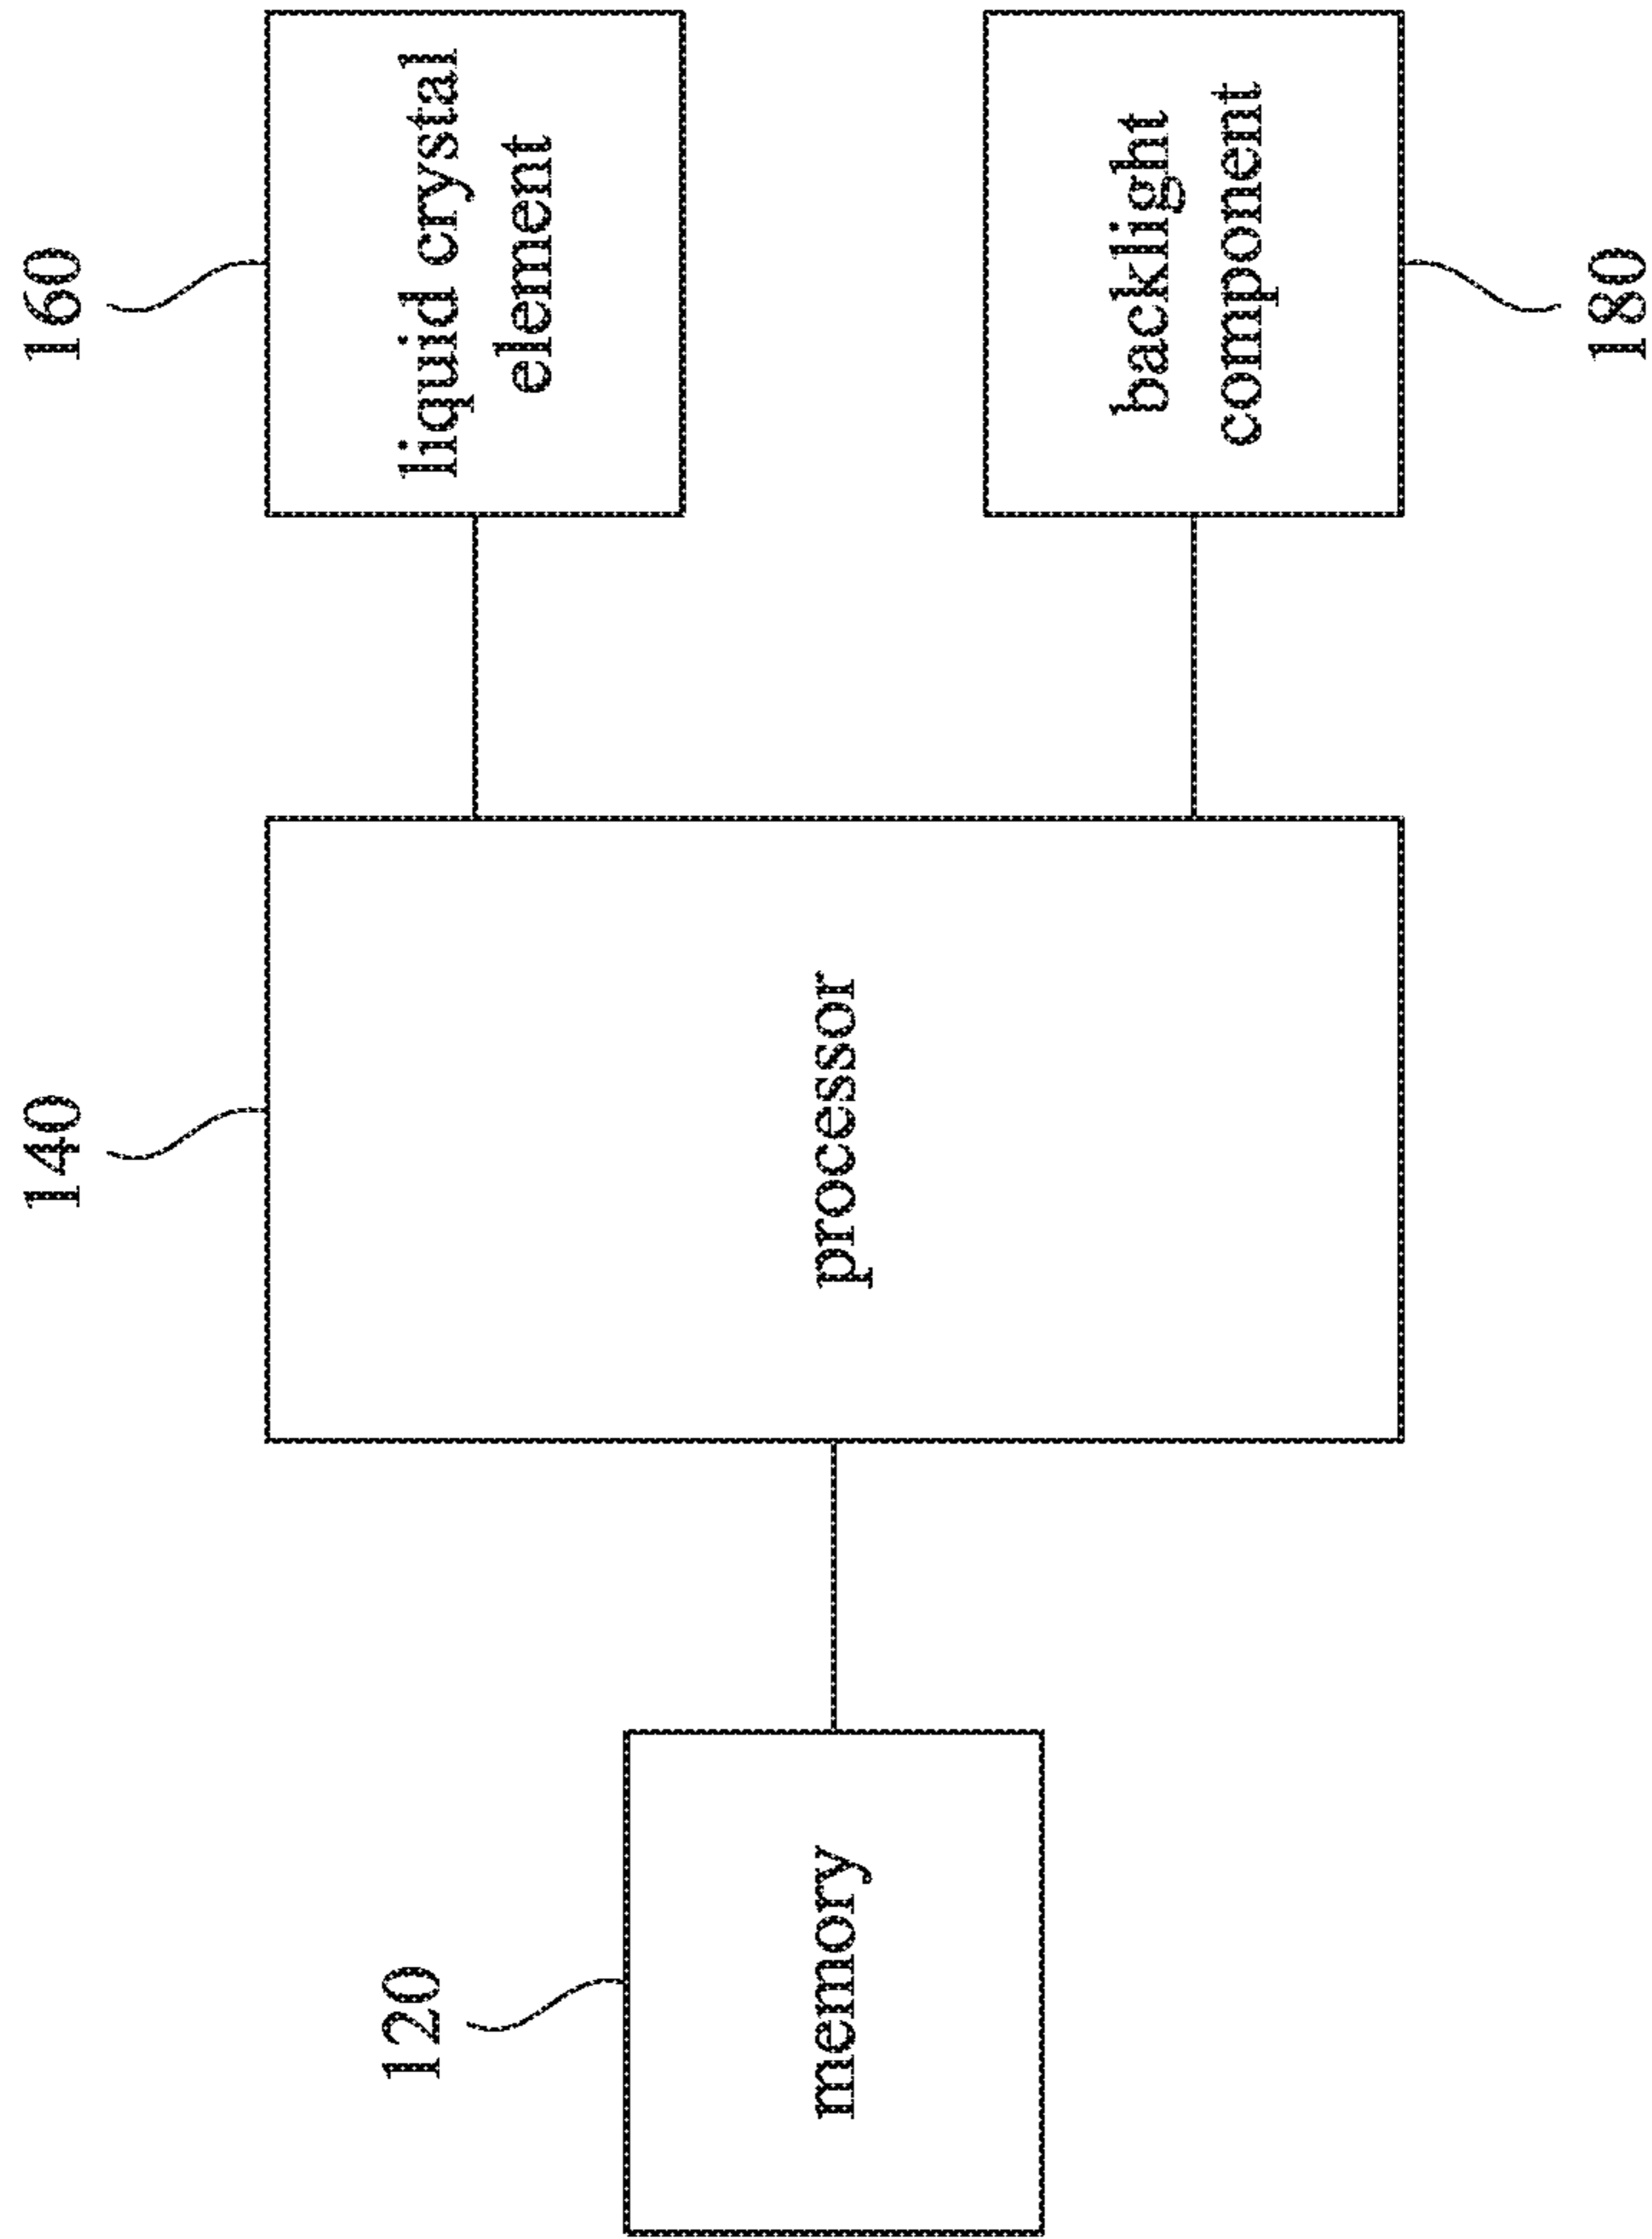 160
140
120
liquid crystal
element
processor
memory
backlight
component
180